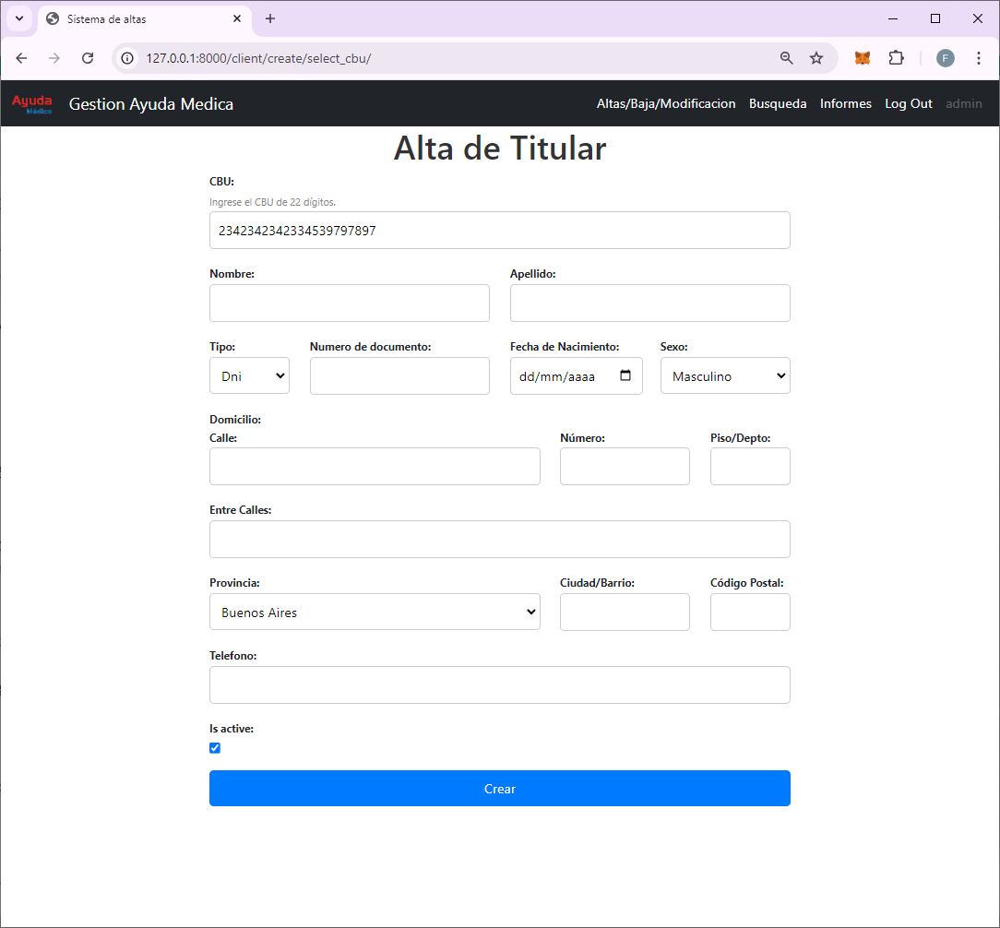 Sistema de altas
127.0.0.1:8000/client/create/select_cbu/
F
Ayuda
Médica
Gestion Ayuda Medica
Altas/Baja/Modificacion Busqueda Informes Log Out admin
Alta de Titular
CBU:
Ingrese el CBU de 22 dígitos.
2342342342334539797897
Nombre: Apellido:
Tipo: Numero de documento: Fecha de Nacimiento: Sexo:
Dni dd/mm/aaaa Masculino
Domicilio:
Calle: Número: Piso/Depto:
Entre Calles:
Provincia: Ciudad/Barrio: Código Postal:
Buenos Aires
Telefono:
Is active:
Crear